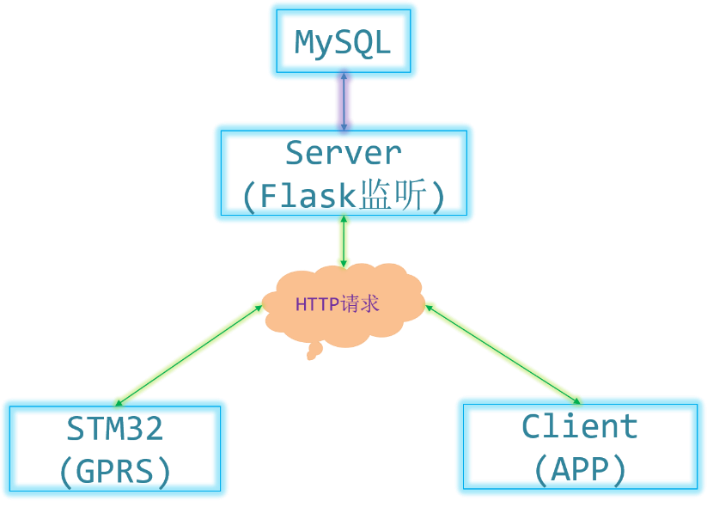 MySQL
Server
(Flask监听)
HTTP请求
STM32
(GPRS)
Client
(APP)